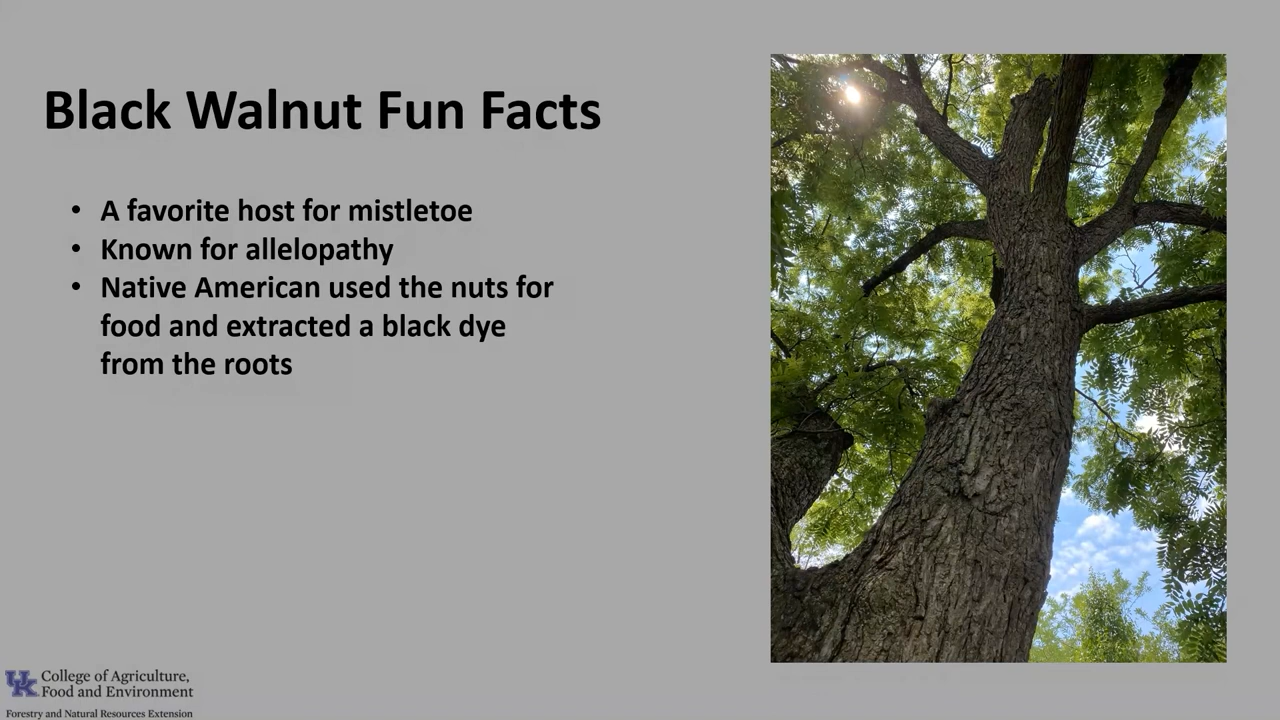 Black Walnut Fun Facts
• A favorite host for mistletoe
• Known for allelopathy
• Native American used the nuts for
food and extracted a black dye
from the roots
UK College of Agriculture,
Food and Environment
Forestry and Natural Resources Extension